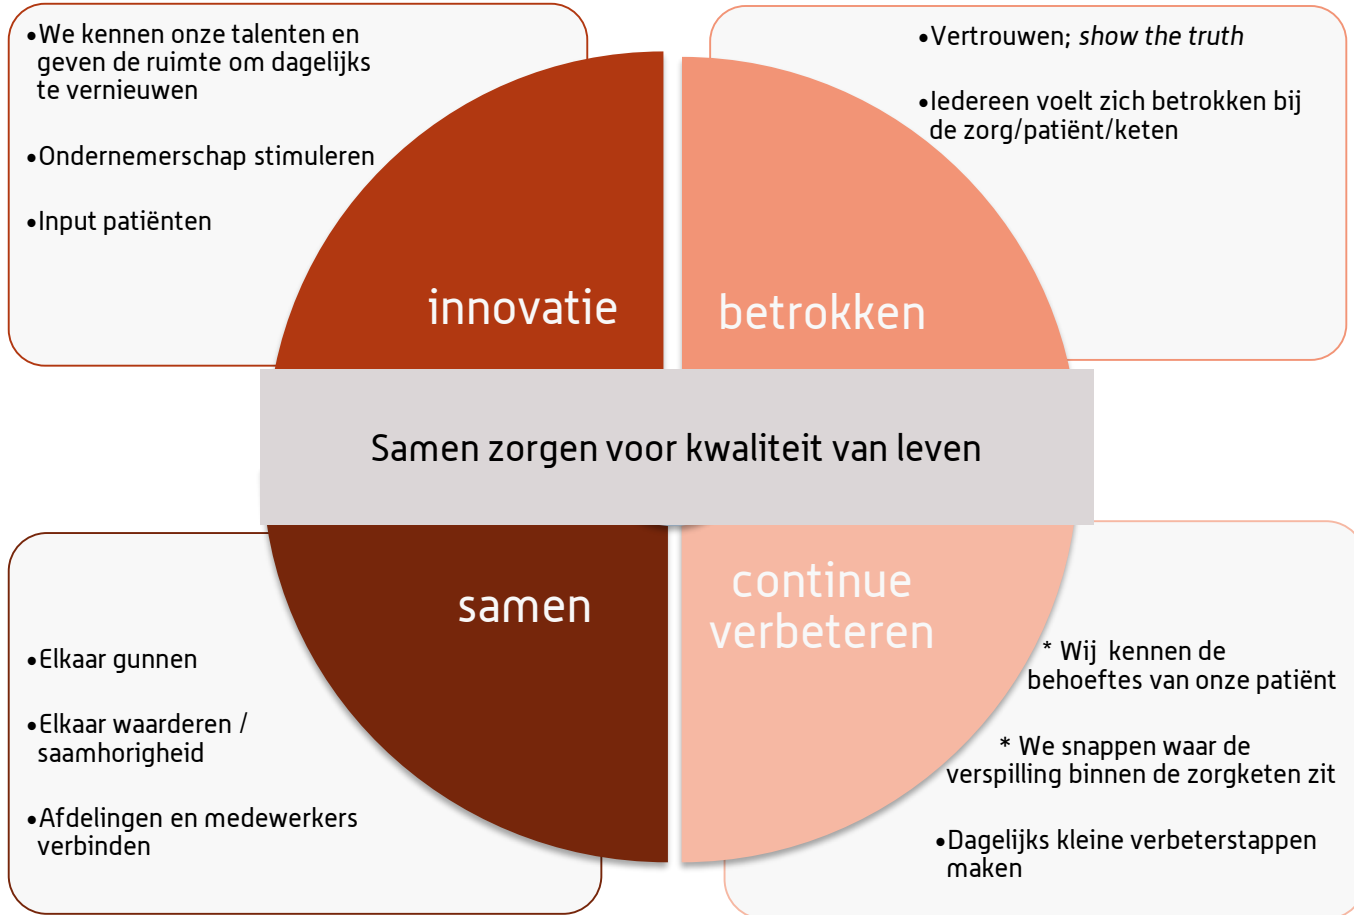 •We kennen onze talenten en
geven de ruimte om dagelijks
te vernieuwen
•Ondernemerschap stimuleren
•Input patiënten
•Vertrouwen; show the truth
•Iedereen voelt zich betrokken bij
de zorg/patiënt/keten
innovatie
betrokken
Samen zorgen voor kwaliteit van leven
samen
continue
verbeteren
•Elkaar gunnen
•Elkaar waarderen /
saamhorigheid
•Afdelingen en medewerkers
verbinden
* Wij  kennen de
behoeftes van onze patiënt
* We snappen waar de
verspilling binnen de zorgketen zit
•Dagelijks kleine verbeterstappen
maken